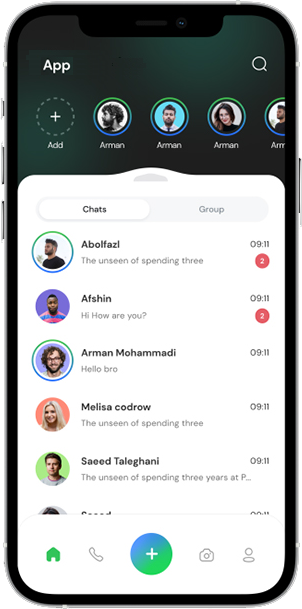 App
Add
Arman
Arman
Arman
Arm
Chats
Group
Abolfazl
09:11
The unseen of spending three
2
Afshin
09:11
Hi How are you?
2
Arman Mohammadi
09:11
Hello bro
Melisa codrow
09:11
The unseen of spending three
Saeed Taleghani
09:11
The unseen of spending three years at P...